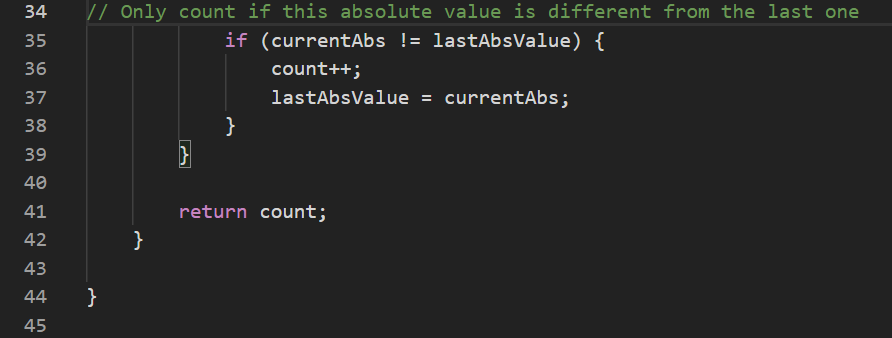 34 // Only count if this absolute value is different from the last one
35 if (currentAbs != lastAbsValue) {
36 count++;
37 lastAbsValue = currentAbs;
38 }
39 }
40
41 return count;
42 }
43
44 }
45